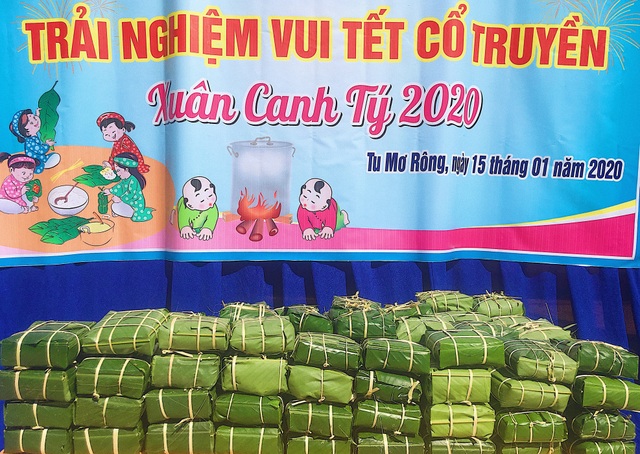 TRẢI NGHIỆM VUI TẾT CỔ TRUYỀN
Xuân Canh Tý 2020
Tu Mơ Rông, ngày 15 tháng 01 năm 2020